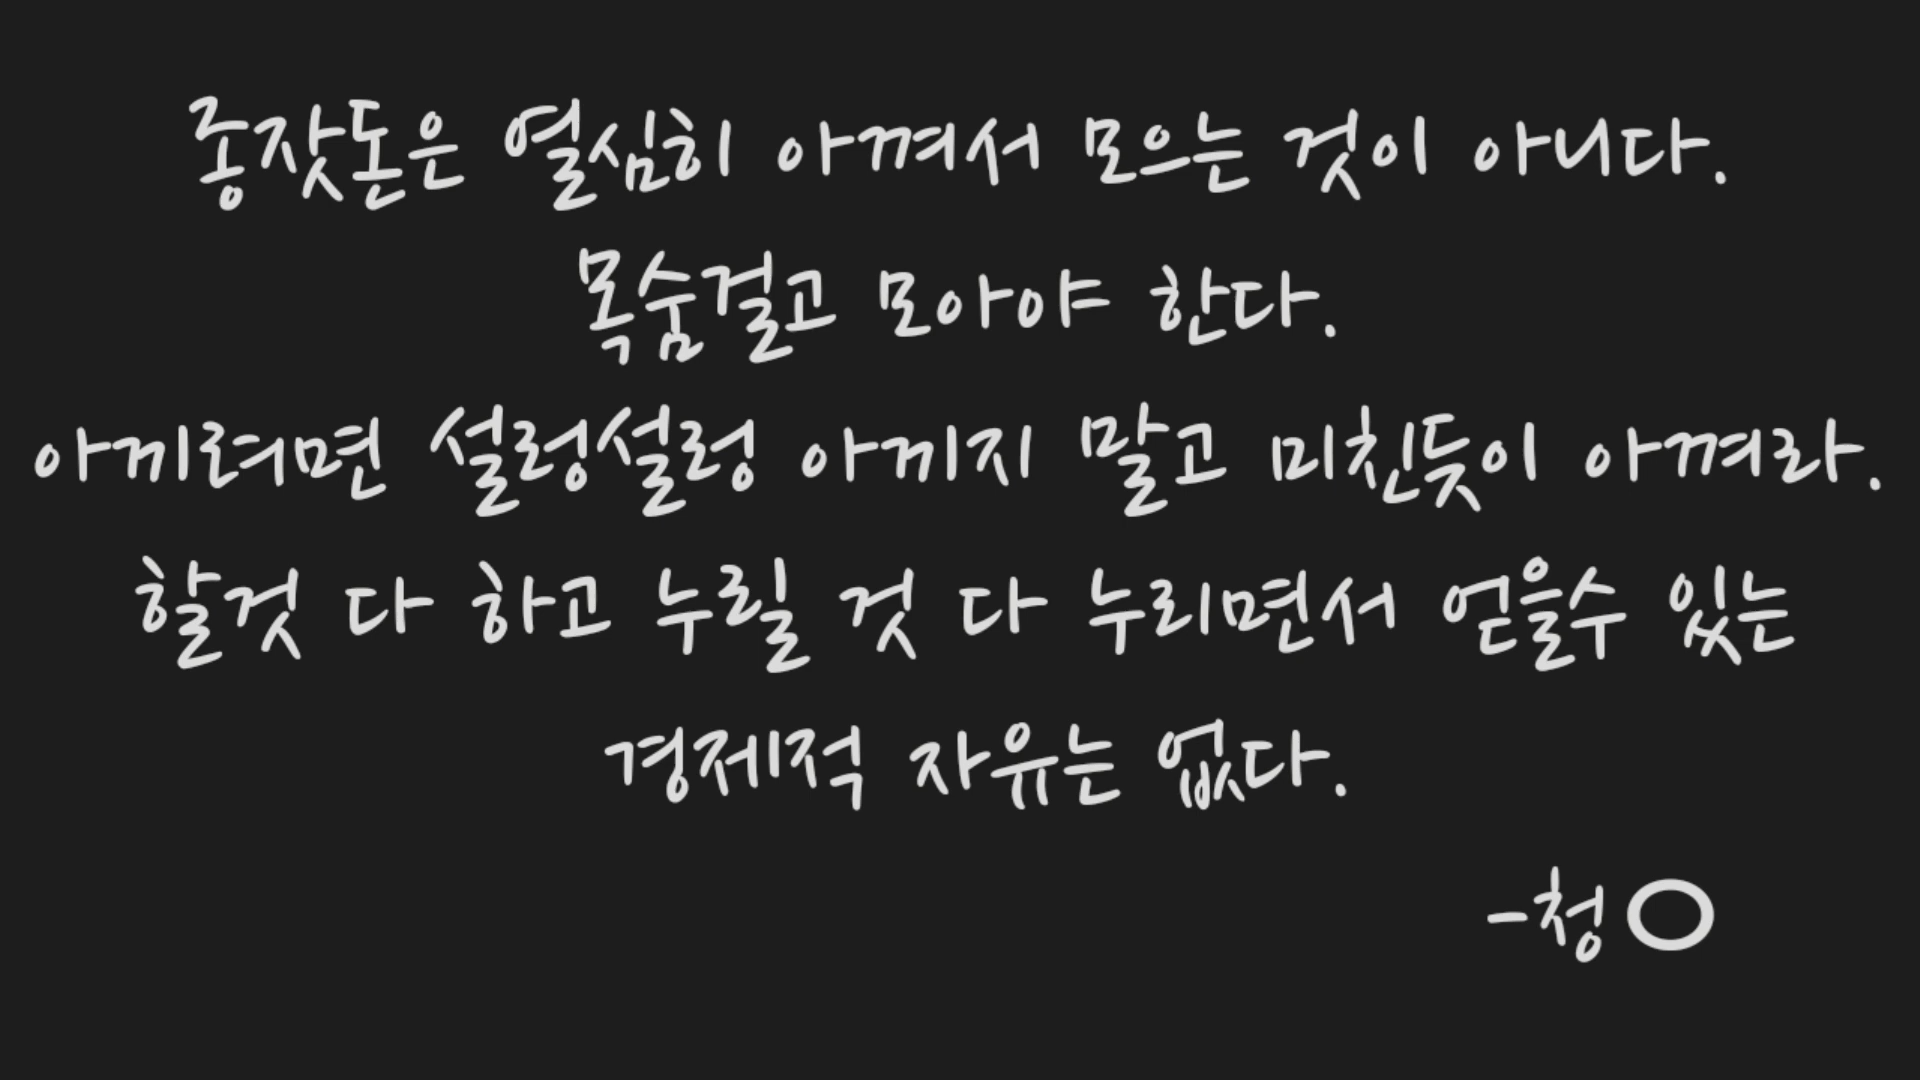 종잣돈은 열심히 아껴서 모으는 것이 아니다.
목숨걸고 모아야 한다.
아끼려면 설렁설렁 아끼지 말고 미친듯이 아껴라.
할것 다 하고 누릴 것 다 누리면서 얻을수 있는
경제적 자유는 없다.
-청○